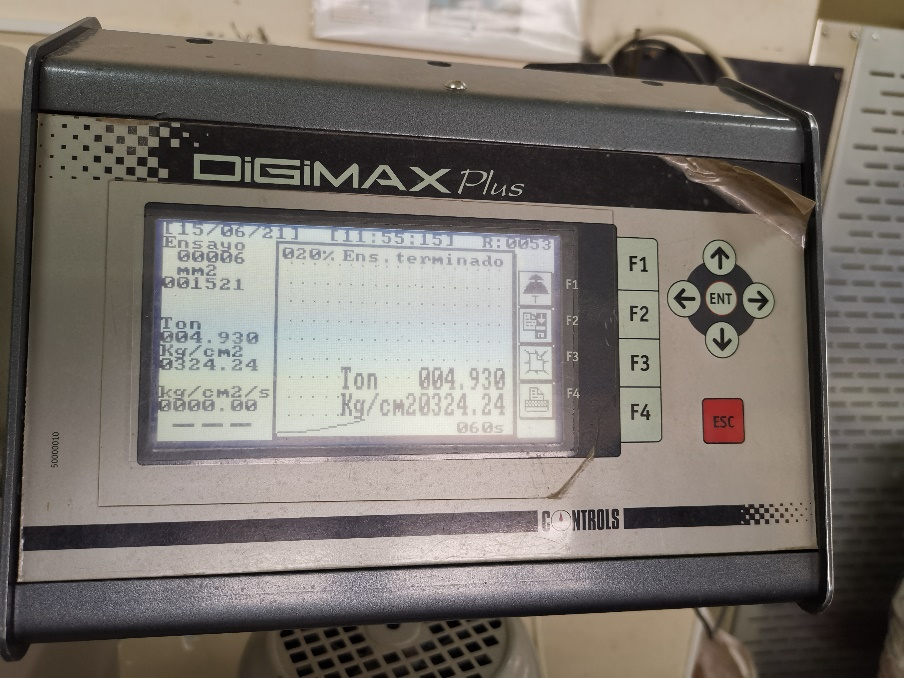 DiGiMAX Plus
[15/06/21] [11:55:15] R:0053
Ensayo
00006
mm2
001521
Ton
004.930
Kg/cm2
0324.24
kg/cm2/s
0000.00
020% Ens.terminado
Ton 004.930
Kg/cm20324.24
060s
T
F1
F2
F3
F4
F1
F2
F3
F4
ENT
ESC
50000010
CONTROLS